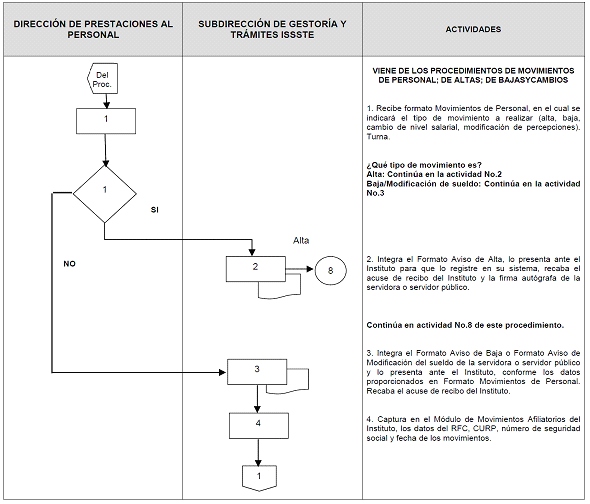 DIRECCIÓN DE PRESTACIONES AL
PERSONAL
SUBDIRECCIÓN DE GESTORÍA Y
TRÁMITES ISSSTE
ACTIVIDADES
Del
Proc.
1
1
SI
NO
Alta
2
8
3
4
1
VIENE DE LOS PROCEDIMIENTOS DE MOVIMIENTOS
DE PERSONAL; DE ALTAS; DE BAJASYCAMBIOS
1. Recibe formato Movimientos de Personal, en el cual se
indicará el tipo de movimiento a realizar (alta, baja,
cambio de nivel salarial, modificación de percepciones).
Turna.
¿Qué tipo de movimiento es?
Alta: Continúa en la actividad No.2
Baja/Modificación de sueldo: Continúa en la actividad
No.3
2. Integra el Formato Aviso de Alta, lo presenta ante el
Instituto para que lo registre en su sistema, recaba el
acuse de recibo del Instituto y la firma autógrafa de la
servidora o servidor público.
Continúa en actividad No.8 de este procedimiento.
3. Integra el Formato Aviso de Baja o Formato Aviso de
Modificación del sueldo de la servidora o servidor público
y lo presenta ante el Instituto, conforme los datos
proporcionados en Formato Movimientos de Personal.
Recaba el acuse de recibo del Instituto.
4. Captura en el Módulo de Movimientos Afiliatorios del
Instituto, los datos del RFC, CURP, número de seguridad
social y fecha de los movimientos.